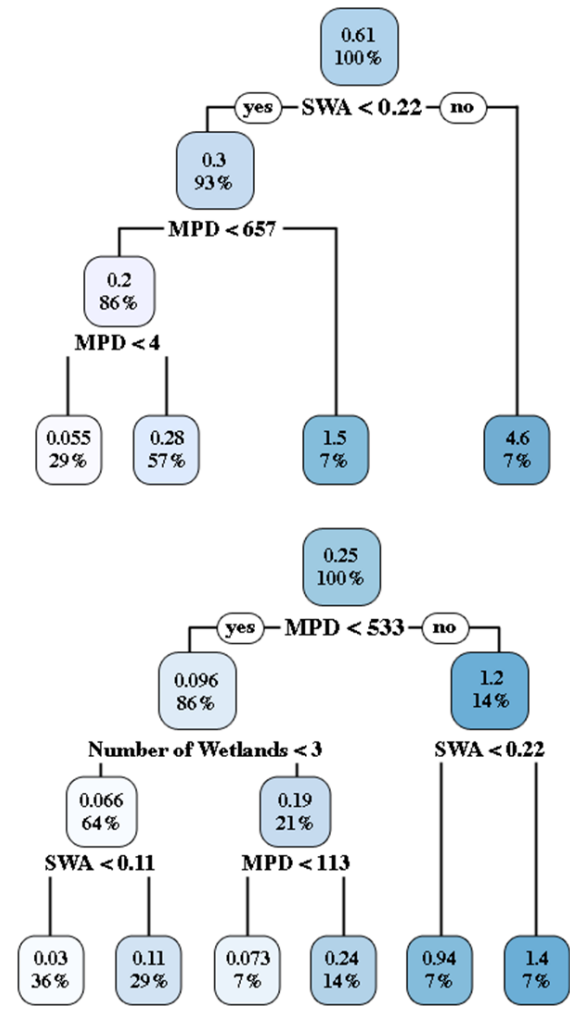 0.61
100%
yes SWA < 0.22 no
0.3
93%
MPD < 657
0.2
86%
MPD < 4
0.055 0.28 1.5 4.6
29% 57% 7% 7%
0.25
100%
yes MPD < 533 no
0.096 1.2
86% 14%
Number of Wetlands < 3 SWA < 0.22
0.066 0.19
64% 21%
SWA < 0.11 MPD < 113
0.03 0.11 0.073 0.24 0.94 1.4
36% 29% 7% 14% 7% 7%